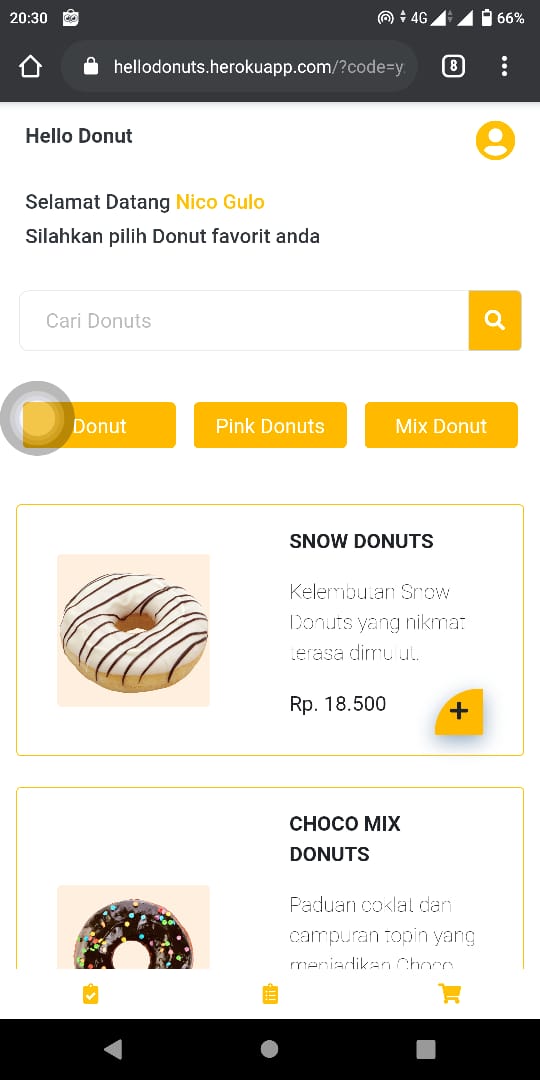 20:30
4G 66%
hellodonuts.herokuapp.com/?code=y
8
Hello Donut
Selamat Datang Nico Gulo
Silahkan pilih Donut favorit anda
Cari Donuts
Donut Pink Donuts Mix Donut
SNOW DONUTS
Kelembutan Snow
Donuts yang nikmat
terasa dimulut.
Rp. 18.500
+
CHOCO MIX
DONUTS
Paduan coklat dan
campuran topin yang
menjadikan Choco